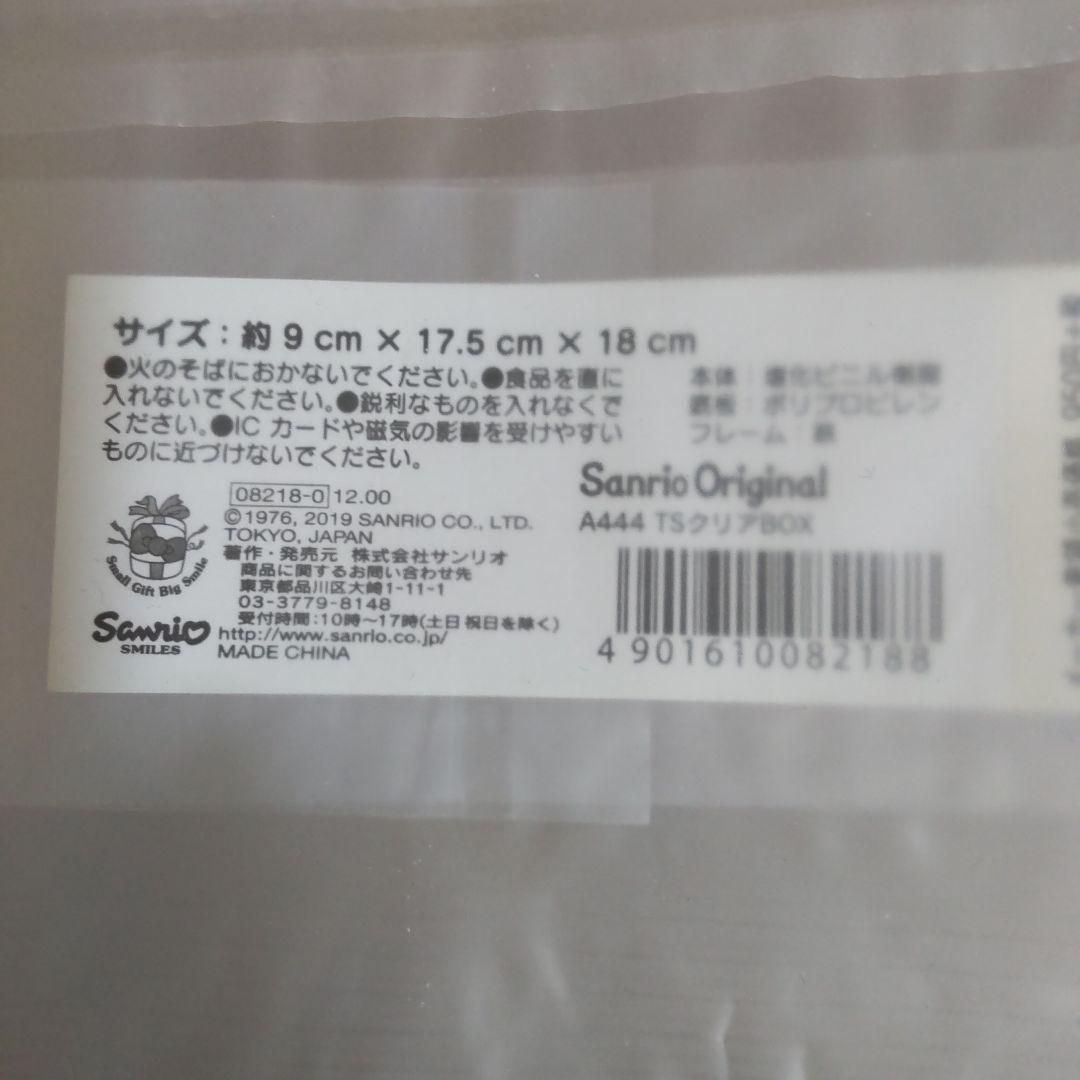 サイズ：約 9 cm × 17.5 cm × 18 cm
●火のそばにおかないでください。●食品を直に
入れないでください。●鋭利なものを入れなくで
ください。●IC カードや磁気の影響を受けやすい
ものに近づけないでください。
本体：塩化ビニル樹脂
底板：ポリプロピレン
フレーム：鉄
08218-0 12.00
©1976, 2019 SANRIO CO., LTD.
TOKYO, JAPAN
著作・発売元 株式会社サンリオ
商品に関するお問い合わせ先
東京都品川区大崎1-11-1
03-3779-8148
受付時間：10時〜17時(土日祝日を除く)
http://www.sanrio.co.jp/
MADE CHINA
Small Gift Big Smile
Sanrio
SMILES
Sanrio Original
A444 TSクリアBOX
4 901610 082188